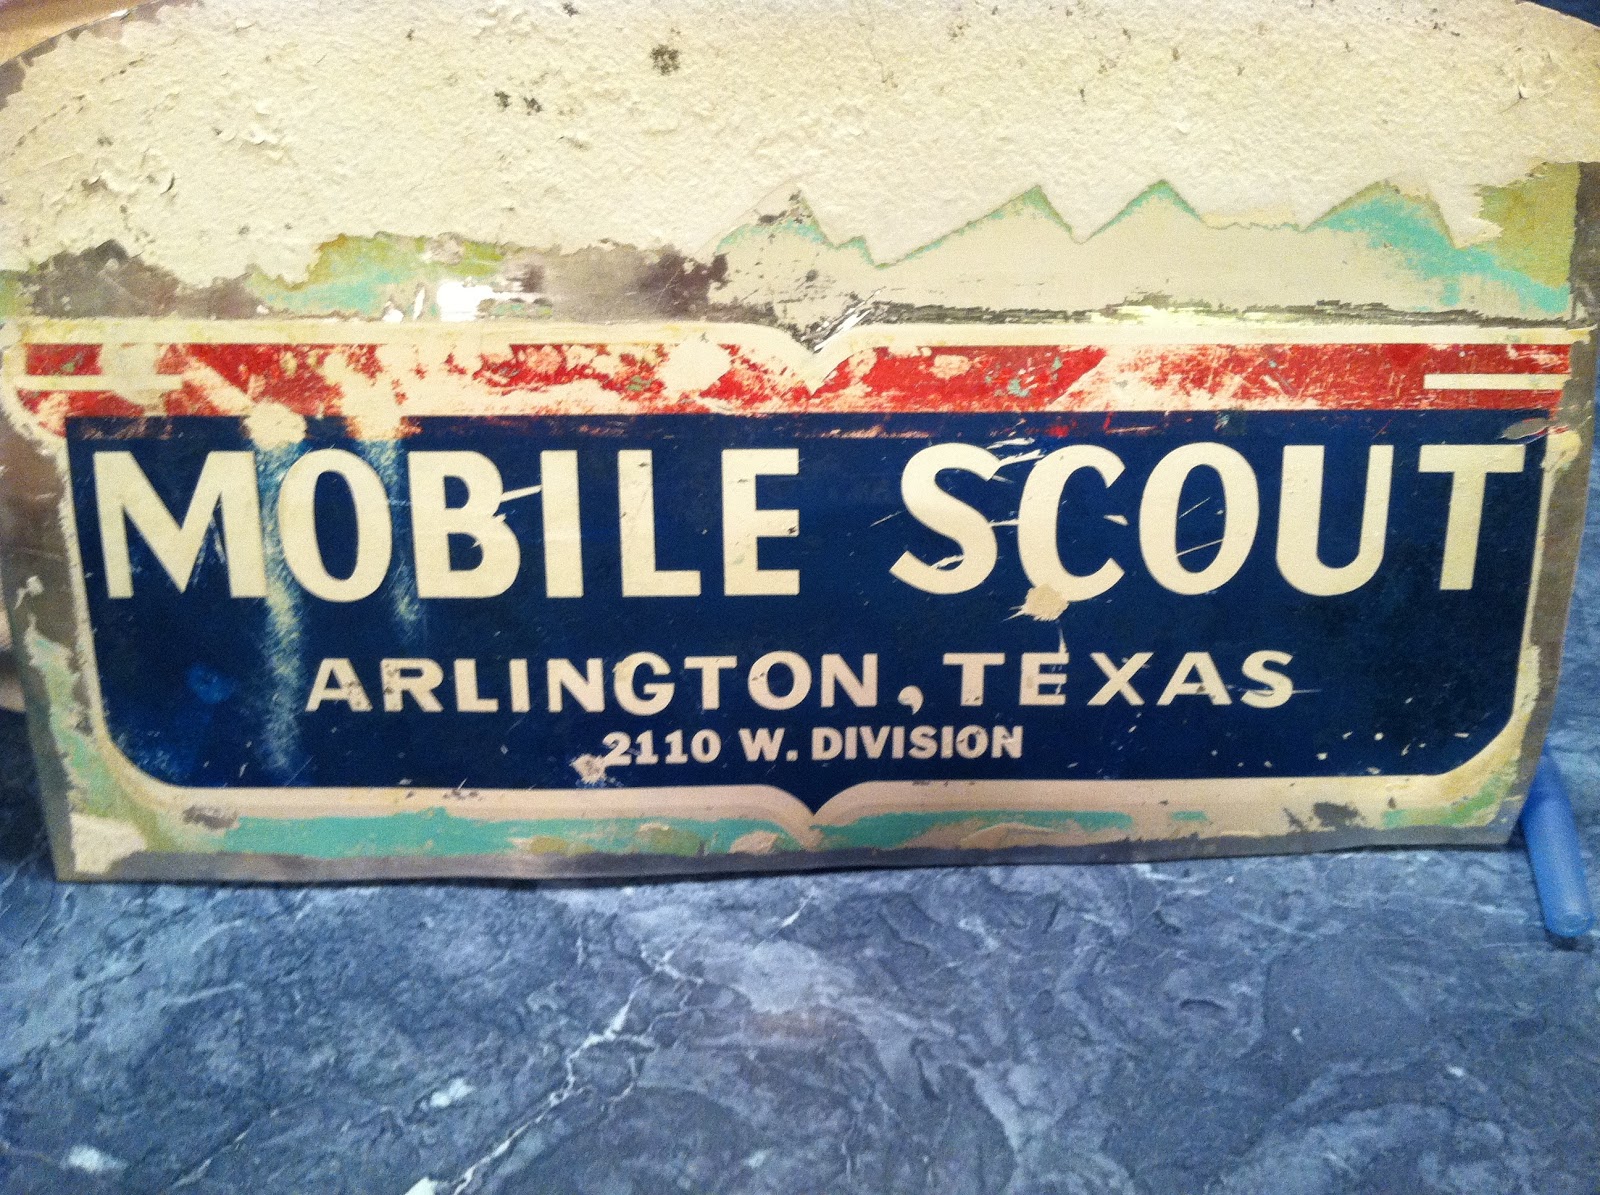 MOBILE SCOUT
ARLINGTON, TEXAS
2110 W. DIVISION